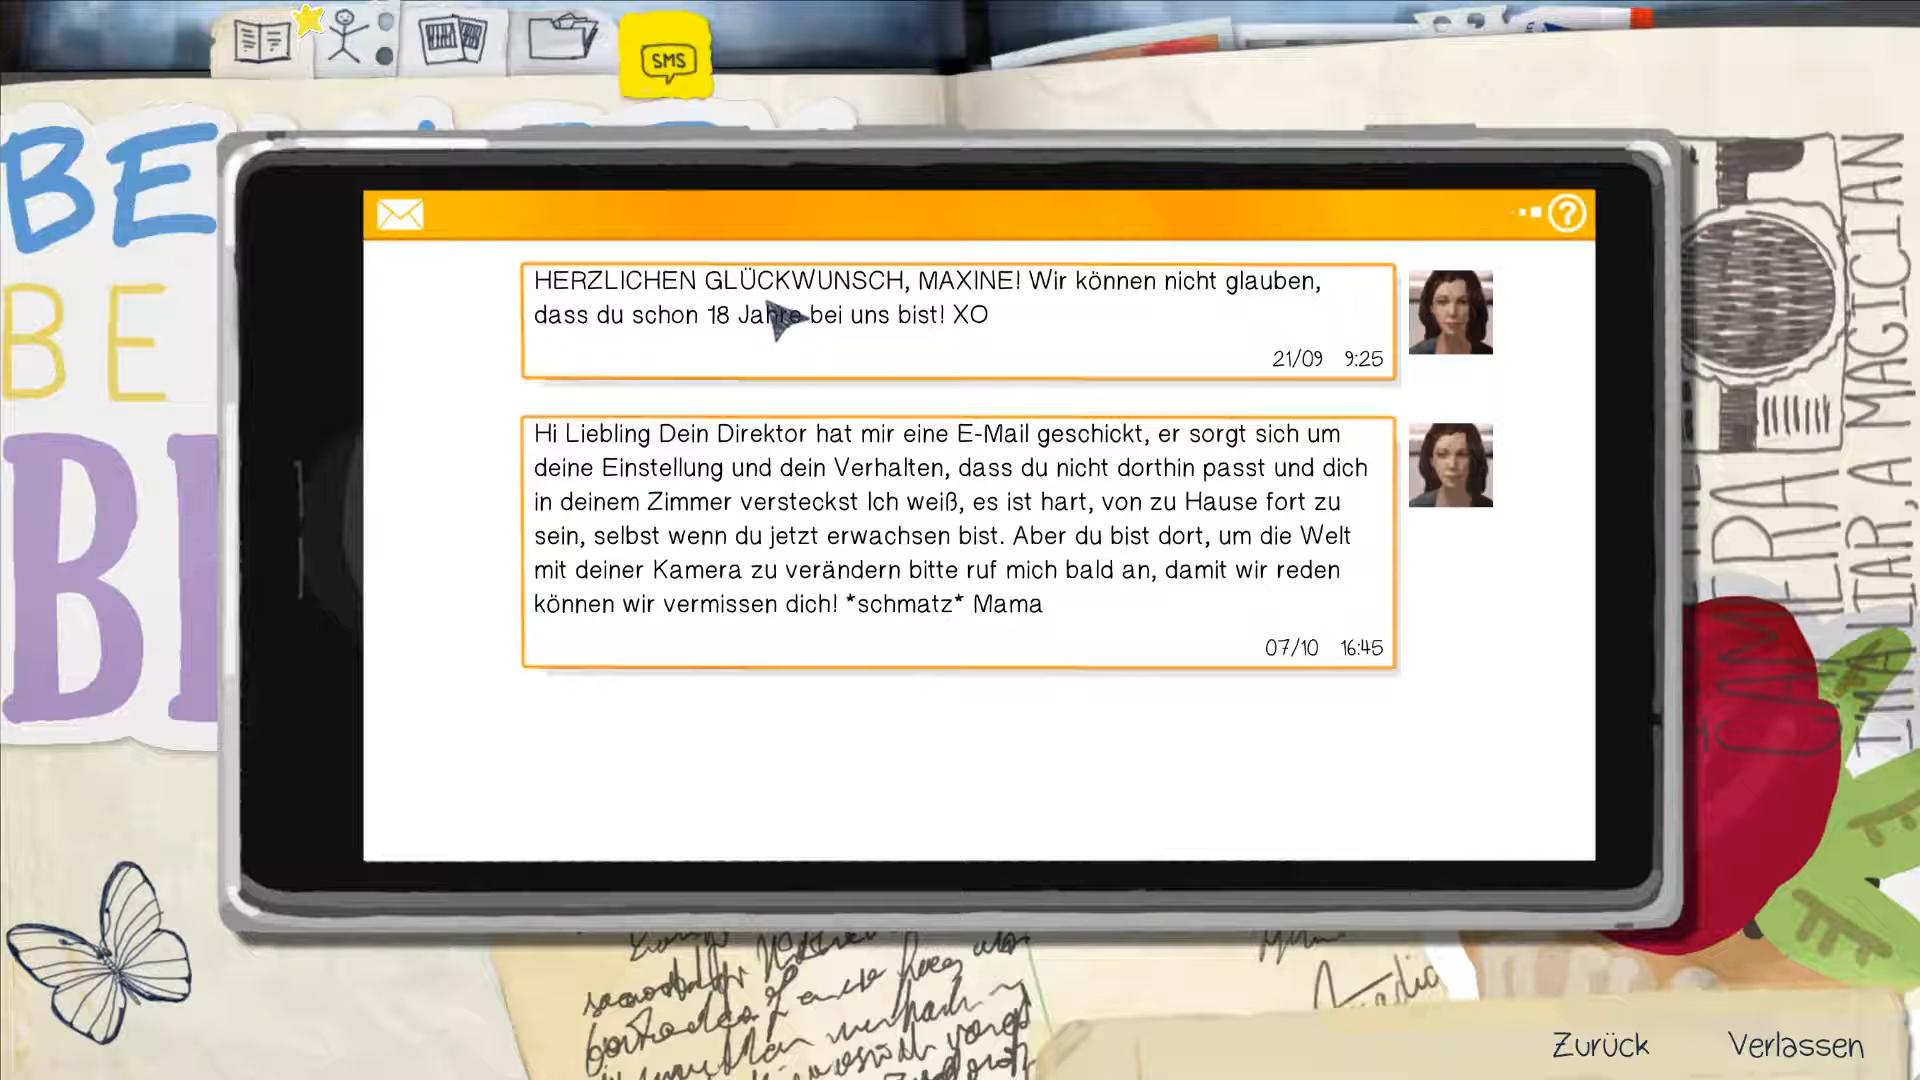 SMS
BE
BE
HERZLICHEN GLÜCKWUNSCH, MAXINE! Wir können nicht glauben,
dass du schon 18 Jahre bei uns bist! XO
21/09 9:25
Hi Liebling Dein Direktor hat mir eine E-Mail geschickt, er sorgt sich um
deine Einstellung und dein Verhalten, dass du nicht dorthin passt und dich
in deinem Zimmer versteckst Ich weiß, es ist hart, von zu Hause fort zu
sein, selbst wenn du jetzt erwachsen bist. Aber du bist dort, um die Welt
mit deiner Kamera zu verändern bitte ruf mich bald an, damit wir reden
können wir vermissen dich! *schmatz* Mama
07/10 16:45
CAMERA
LIAR, A MAGICIAN
Zurück Verlassen